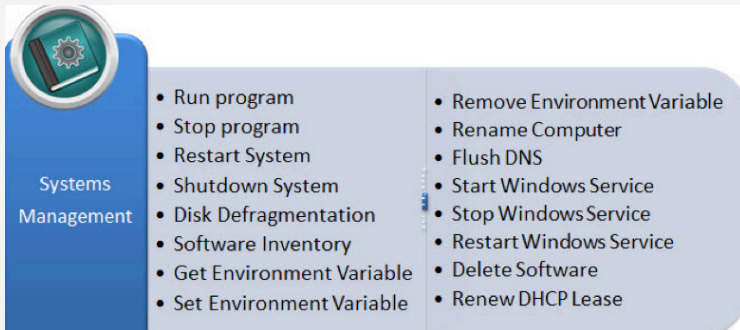 Systems
Management
• Run program
• Stop program
• Restart System
• Shutdown System
• Disk Defragmentation
• Software Inventory
• Get Environment Variable
• Set Environment Variable
• Remove Environment Variable
• Rename Computer
• Flush DNS
• Start Windows Service
• Stop Windows Service
• Restart Windows Service
• Delete Software
• Renew DHCP Lease